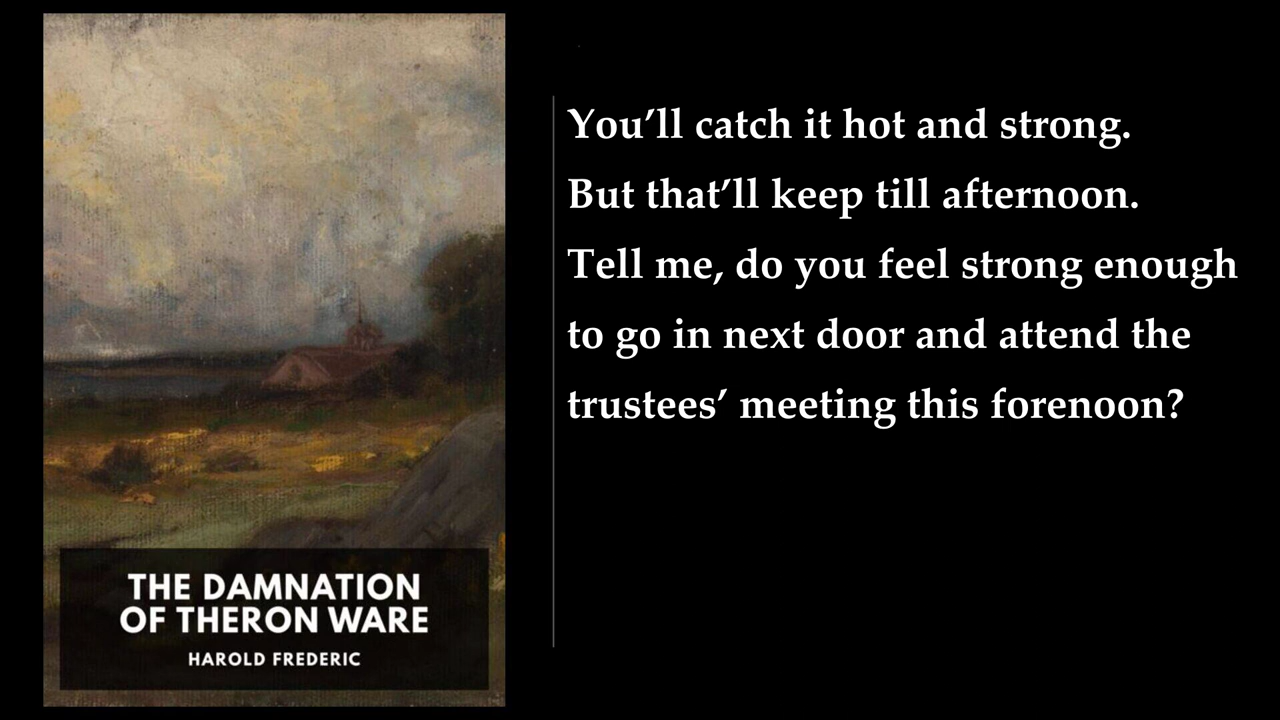 THE DAMNATION
OF THERON WARE
HAROLD FREDERIC
You’ll catch it hot and strong.
But that’ll keep till afternoon.
Tell me, do you feel strong enough
to go in next door and attend the
trustees’ meeting this forenoon?